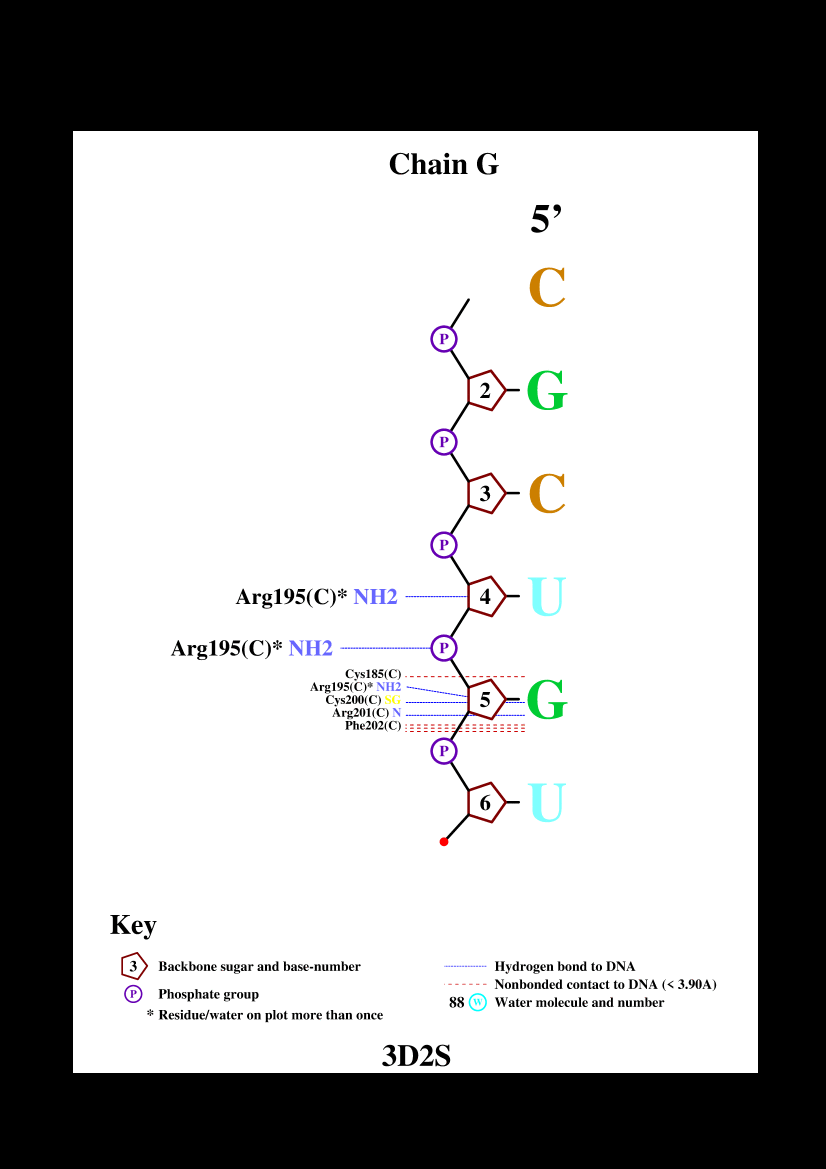 Chain G
5’
C
P
2 G
P
3 C
P
Arg195(C)* NH2 4 U
Arg195(C)* NH2 P
Cys185(C)
Arg195(C)* NH2
Cys200(C) SG 5 G
Arg201(C) N
Phe202(C)
P
6 U
Key
3 Backbone sugar and base-number
P Phosphate group
* Residue/water on plot more than once
Hydrogen bond to DNA
Nonbonded contact to DNA (< 3.90A)
88 W Water molecule and number
3D2S